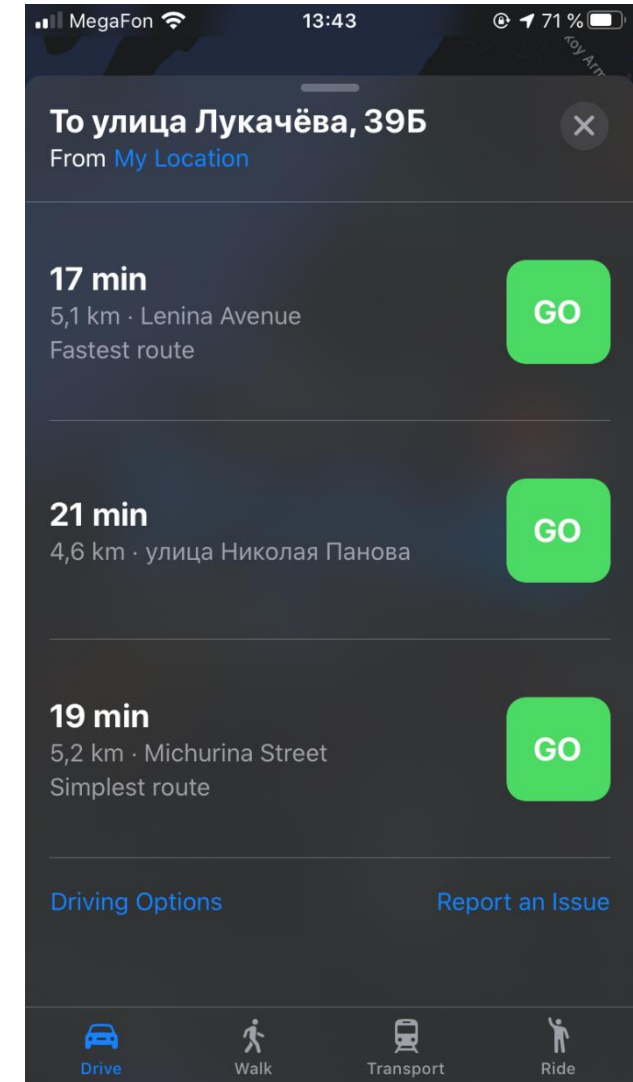 MegaFon 13:43 71 %
To улица Лукачёва, 39Б
From My Location
17 min
5,1 km · Lenina Avenue
Fastest route
GO
21 min
4,6 km · улица Николая Панова
GO
19 min
5,2 km · Michurina Street
Simplest route
GO
Driving Options Report an Issue
Drive Walk Transport Ride